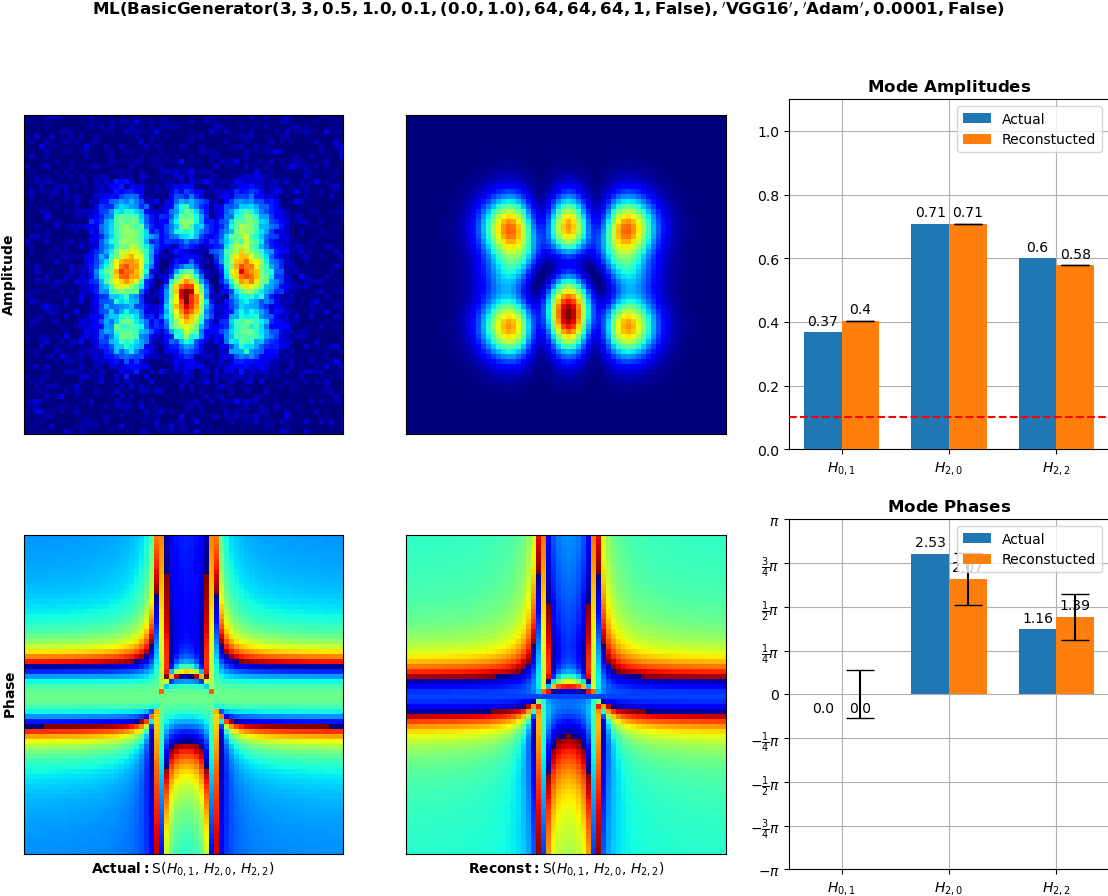 ML(BasicGenerator(3, 3, 0.5, 1.0, 0.1, (0.0, 1.0), 64, 64, 64, 1, False), ′VGG16′, ′Adam′, 0.0001, False)
Amplitude
Mode Amplitudes
Actual
Reconstucted
1.0
0.8
0.6
0.4
0.2
0.0
0.37
0.4
0.71
0.71
0.6
0.58
H0, 1
H2, 0
H2, 2
Phase
Actual: S(H0, 1, H2, 0, H2, 2)
Reconst: S(H0, 1, H2, 0, H2, 2)
Mode Phases
Actual
Reconstucted
π
3/4π
1/2π
1/4π
0
−1/4π
−1/2π
−3/4π
−π
0.0
0.0
2.53
1.16
1.39
H0, 1
H2, 0
H2, 2